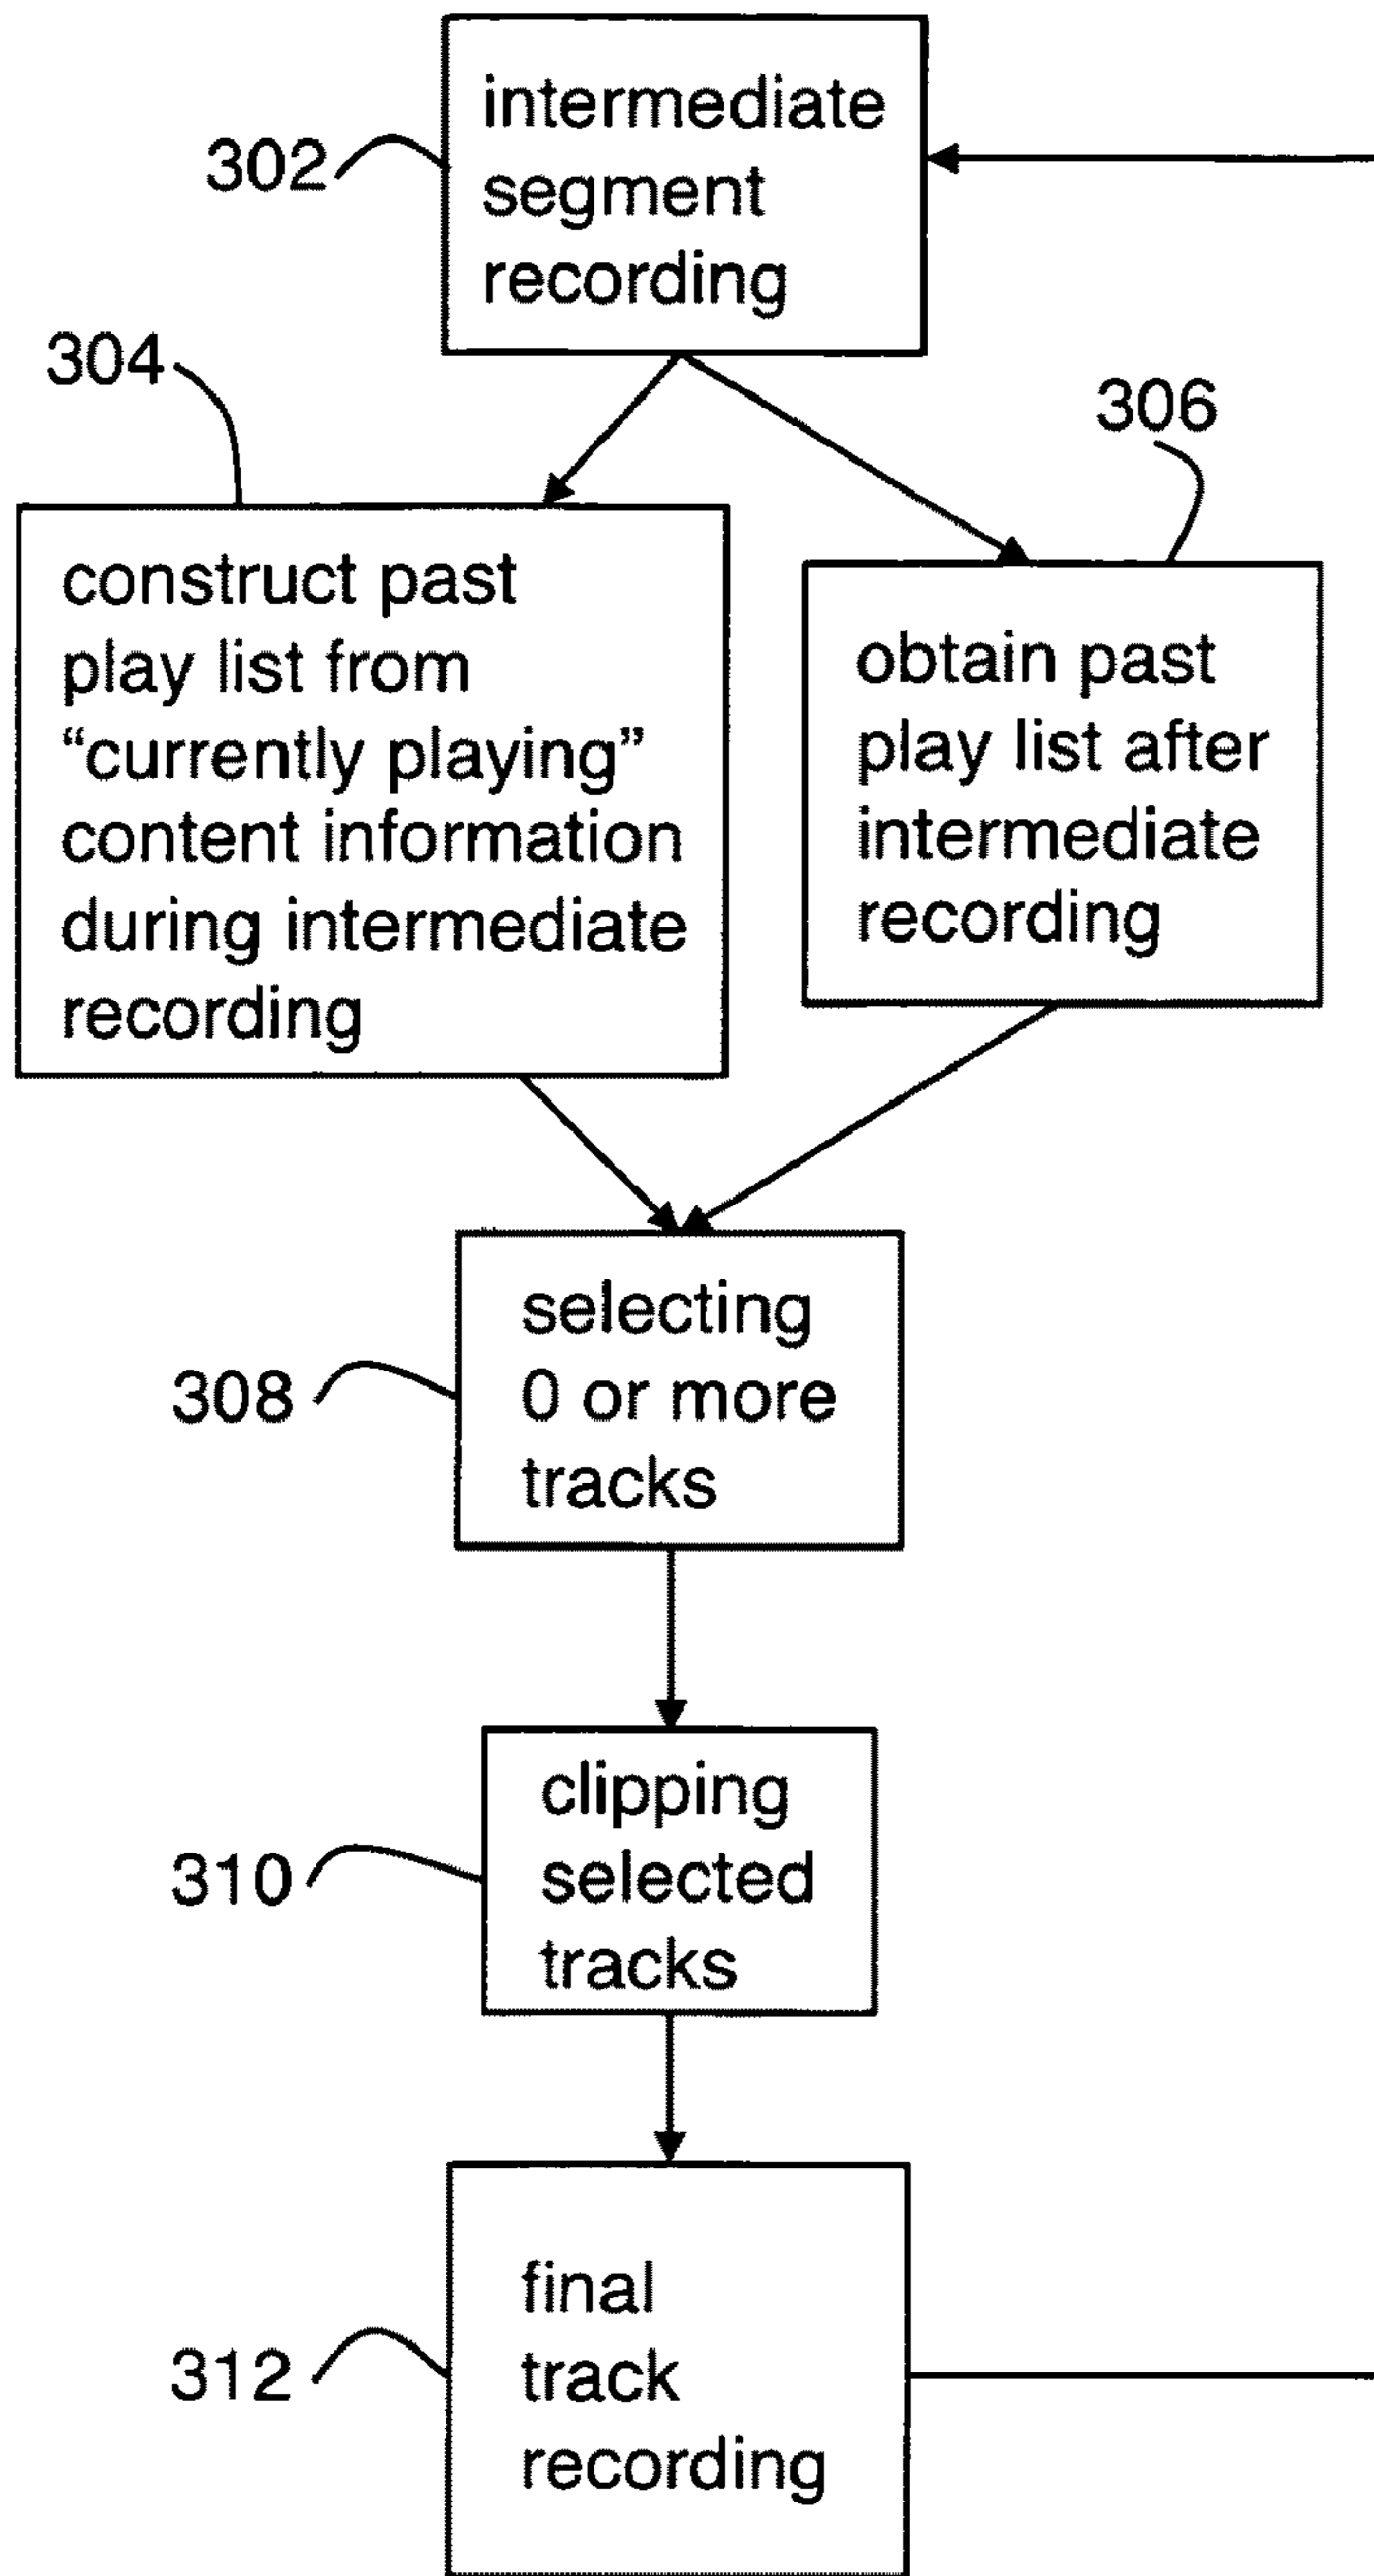 intermediate
segment
recording
302
304
306
construct past
play list from
“currently playing”
content information
during intermediate
recording
obtain past
play list after
intermediate
recording
selecting
0 or more
tracks
308
clipping
selected
tracks
310
final
track
recording
312